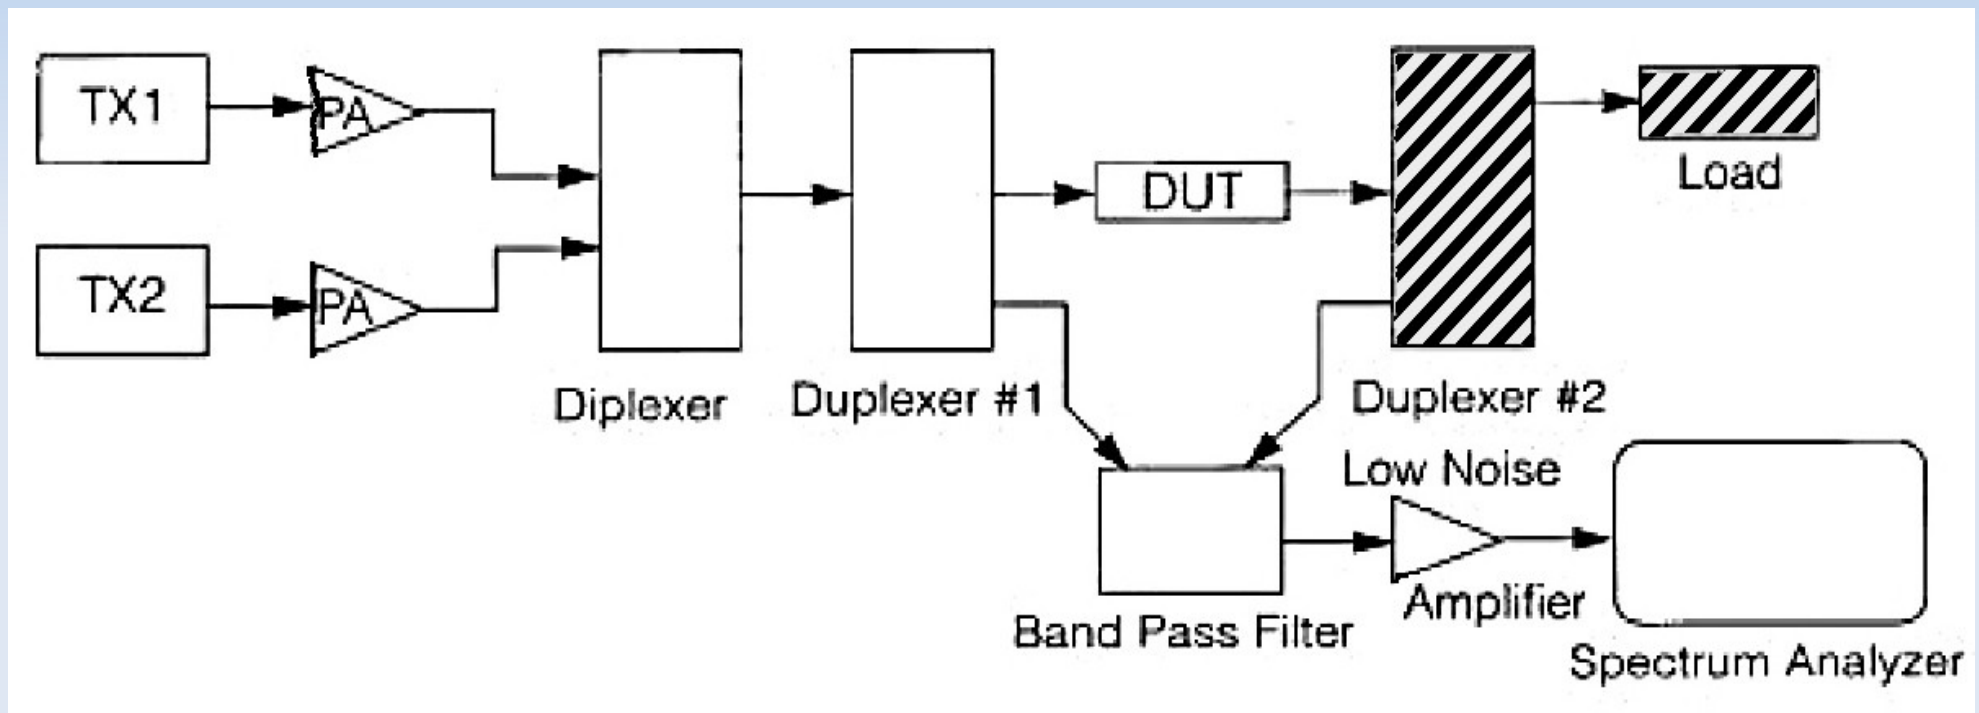 TX1
PA
TX2
PA
Diplexer
Duplexer #1
DUT
Duplexer #2
Load
Band Pass Filter
Low Noise
Amplifier
Spectrum Analyzer